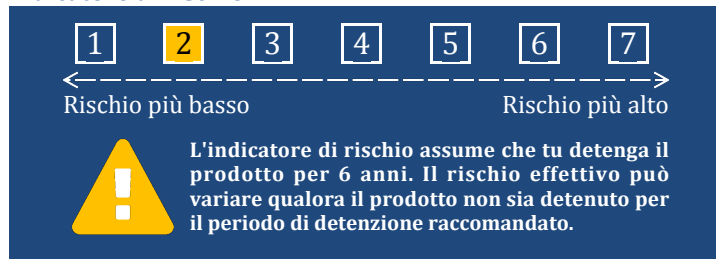 1 2 3 4 5 6 7
Rischio più basso Rischio più alto
L'indicatore di rischio assume che tu detenga il
prodotto per 6 anni. Il rischio effettivo può
variare qualora il prodotto non sia detenuto per
il periodo di detenzione raccomandato.